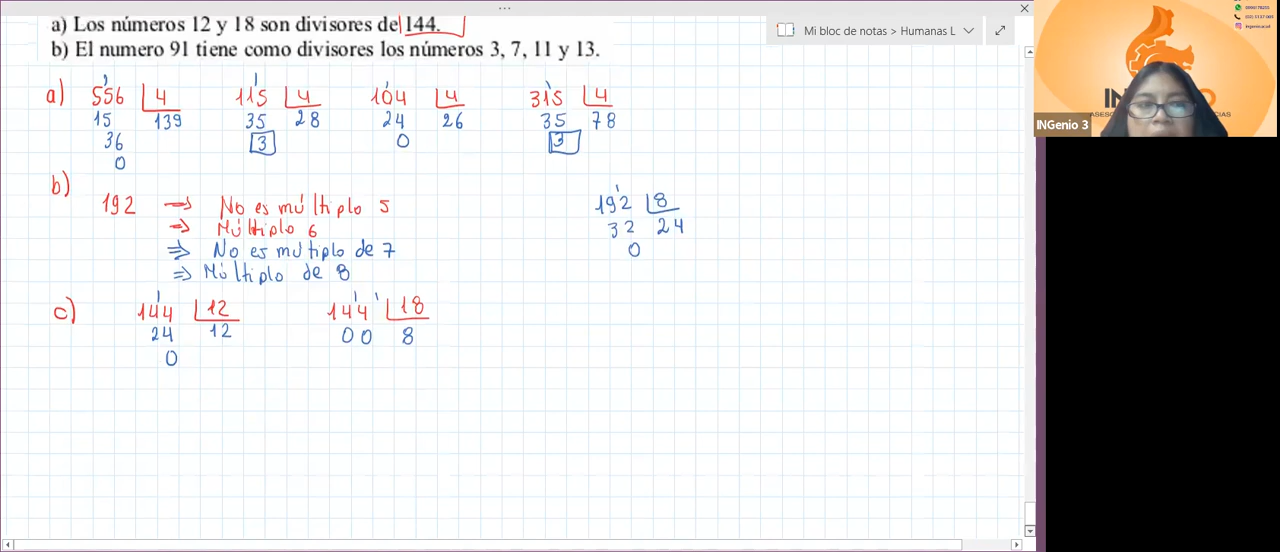 a) Los números 12 y 18 son divisores de 144.
b) El numero 91 tiene como divisores los números 3, 7, 11 y 13.
Mi bloc de notas > Humanas L
a) 556 4 115 4 104 4 315 4
15 139 35 28 24 26 35 78
36 3 0 3
0
b)
192 → No es múltiplo 5 192 8
→ Múltiplo 6 32 24
⇒ No es mútiplo de 7 0
⇒ Múltiplo de 8
c) 144 12 144 18
24 12 00 8
0
INGenio 3